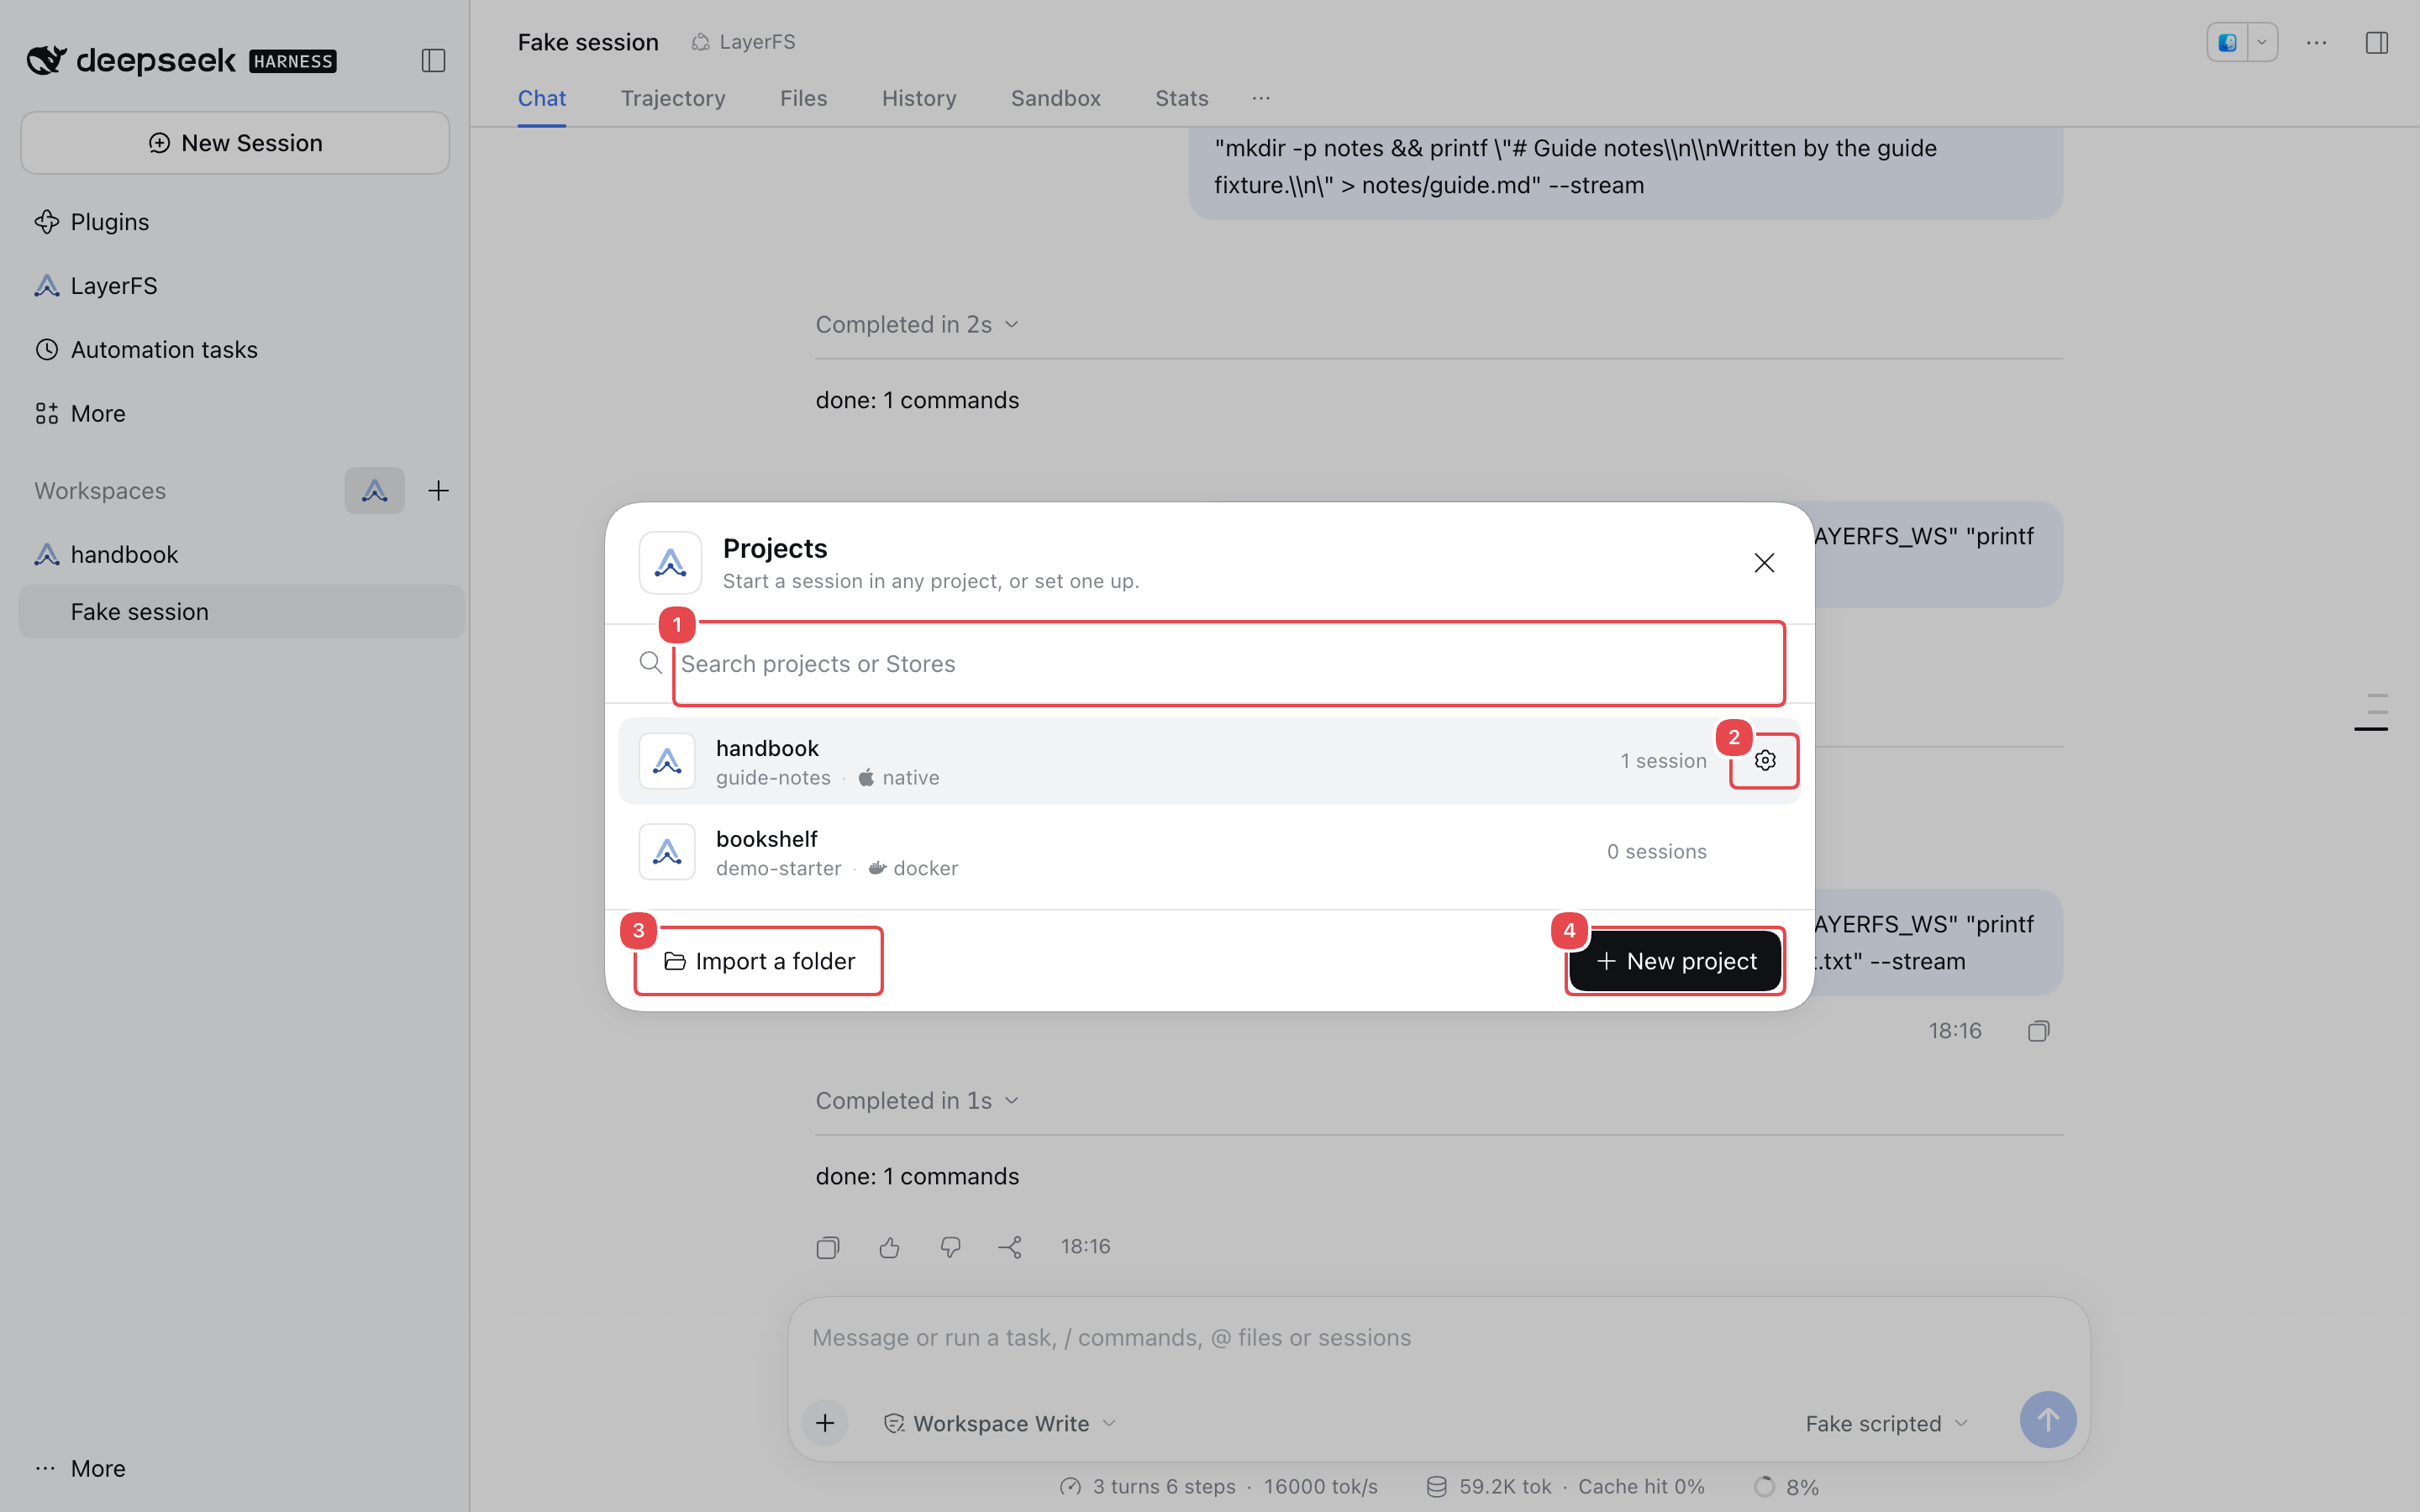 deepseek HARNESS
New Session
Plugins
LayerFS
Automation tasks
More
Workspaces
handbook
Fake session
More
Fake session LayerFS
Chat Trajectory Files History Sandbox Stats
"mkdir -p notes && printf \"# Guide notes\\n\\nWritten by the guide
fixture.\\n\" > notes/guide.md" --stream
Completed in 2s
done: 1 commands
AYERFS_WS" "printf
Projects
Start a session in any project, or set one up.
1
Search projects or Stores
handbook
guide-notes · native
1 session
2
bookshelf
demo-starter · docker
0 sessions
3
Import a folder
4
New project
AYERFS_WS" "printf
.txt" --stream
18:16
Completed in 1s
done: 1 commands
18:16
Message or run a task, / commands, @ files or sessions
Workspace Write
Fake scripted
3 turns 6 steps · 16000 tok/s 59.2K tok · Cache hit 0% 8%